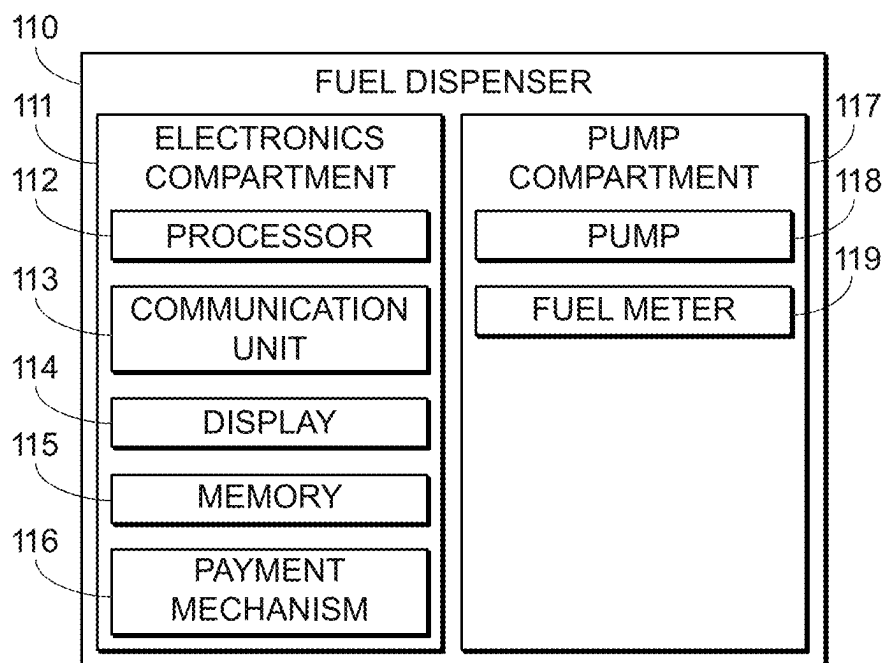 110
FUEL DISPENSER
111
ELECTRONICS
COMPARTMENT
112
PROCESSOR
113
COMMUNICATION
UNIT
114
DISPLAY
115
MEMORY
116
PAYMENT
MECHANISM
117
PUMP
COMPARTMENT
118
PUMP
119
FUEL METER